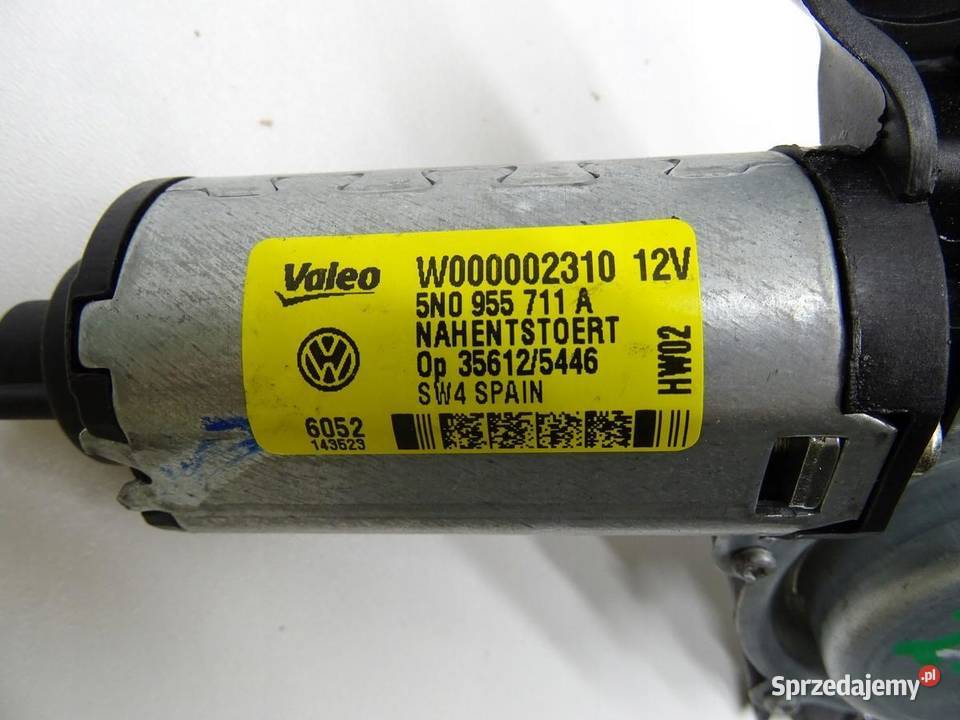 Valeo W000002310 12V
5N0 955 711 A
NAHENTSTOERT
Op 35612/5446
SW4 SPAIN
HW02
6052
143523
Sprzedajemy.pl